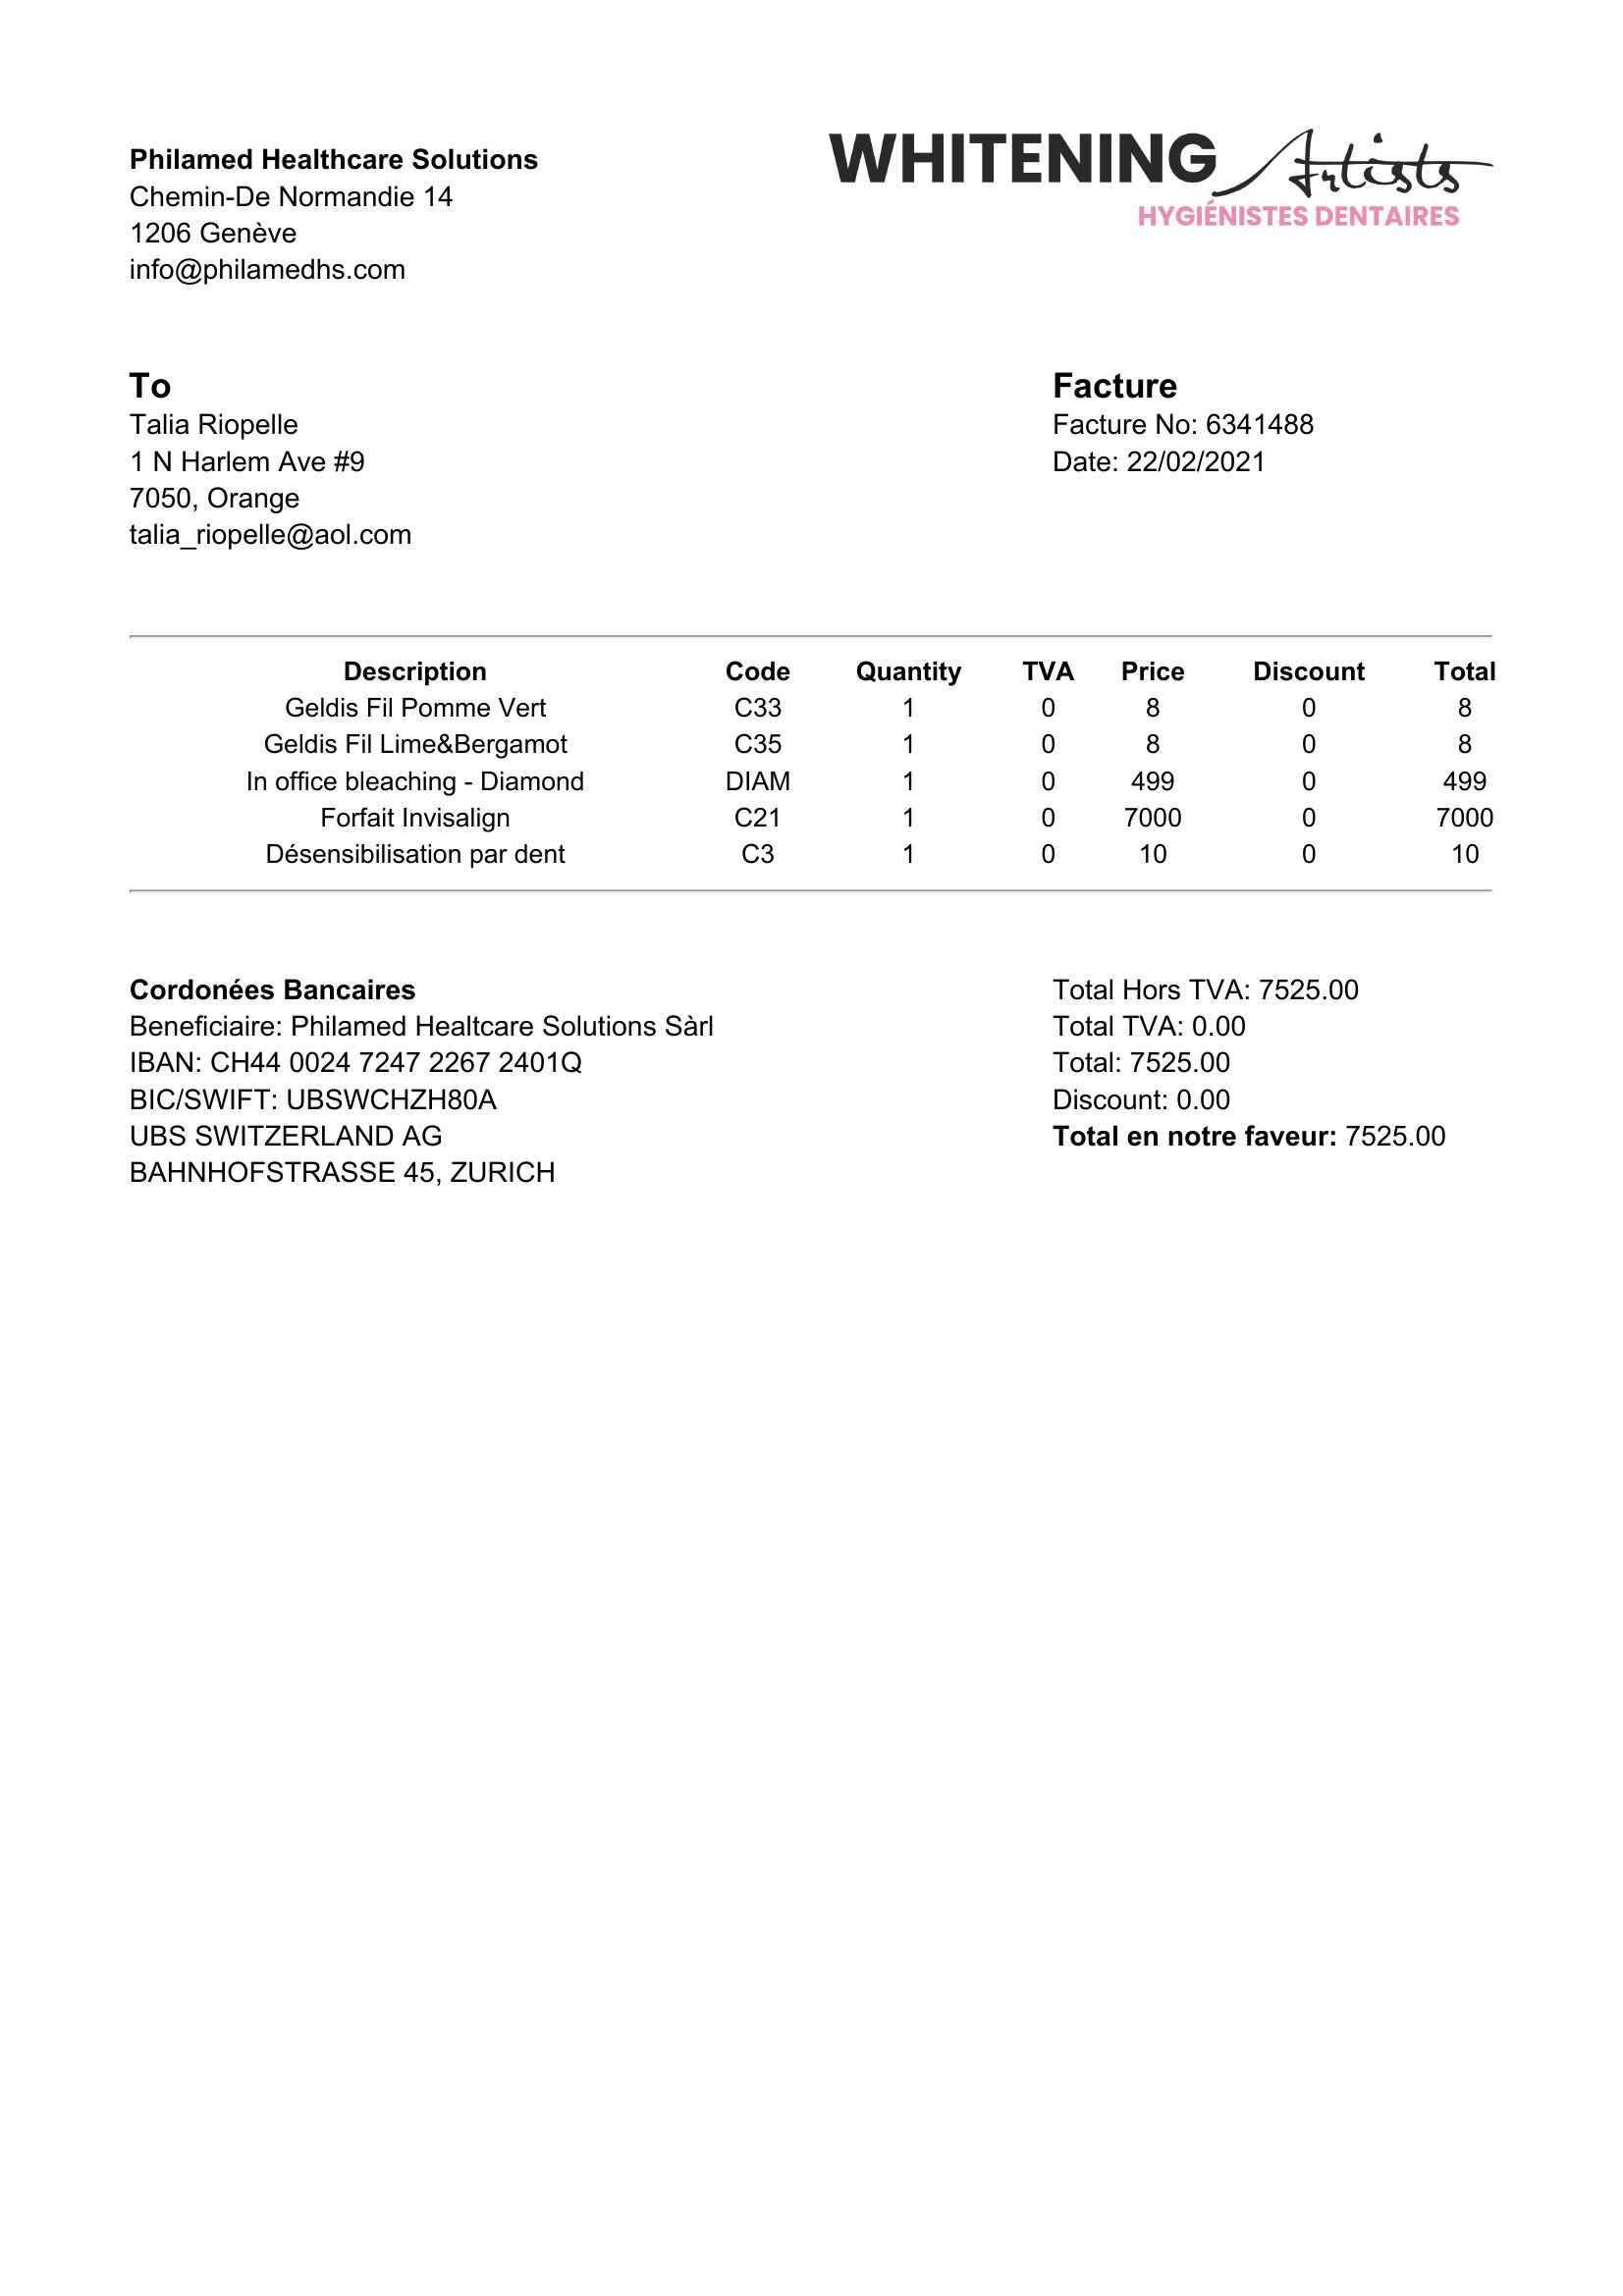 Philamed Healthcare Solutions
Chemin-De Normandie 14
1206 Genève
info@philamedhs.com
WHITENING Artists
HYGIÉNISTES DENTAIRES
To
Talia Riopelle
1 N Harlem Ave #9
7050, Orange
talia_riopelle@aol.com
Facture
Facture No: 6341488
Date: 22/02/2021
Description Code Quantity TVA Price Discount Total
Geldis Fil Pomme Vert C33 1 0 8 0 8
Geldis Fil Lime&Bergamot C35 1 0 8 0 8
In office bleaching - Diamond DIAM 1 0 499 0 499
Forfait Invisalign C21 1 0 7000 0 7000
Désensibilisation par dent C3 1 0 10 0 10
Cordonées Bancaires
Beneficiaire: Philamed Healtcare Solutions Sàrl
IBAN: CH44 0024 7247 2267 2401Q
BIC/SWIFT: UBSWCHZH80A
UBS SWITZERLAND AG
BAHNHOFSTRASSE 45, ZURICH
Total Hors TVA: 7525.00
Total TVA: 0.00
Total: 7525.00
Discount: 0.00
Total en notre faveur: 7525.00